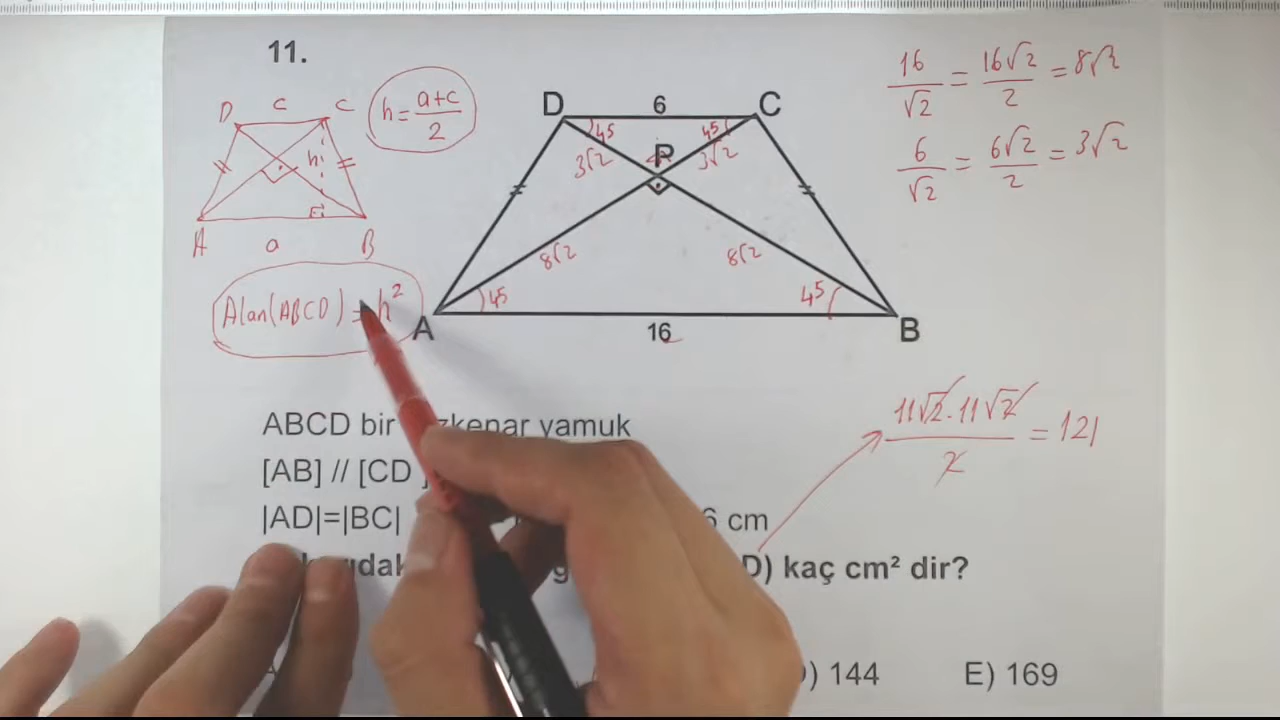 11.
D c C
h = a+c / 2
h
A a B
Alan(ABCD) = h²
D 6 C
45 45
3√2 P 3√2
8√2 8√2
45 45
A 16 B
16/√2 = 16√2/2 = 8√2
6/√2 = 6√2/2 = 3√2
11√2 · 11√2 / 2 = 121
ABCD bir yamuk
[AB] // [CD
|AD|=|BC| 6 cm
D) kaç cm² dir?
) 144 E) 169